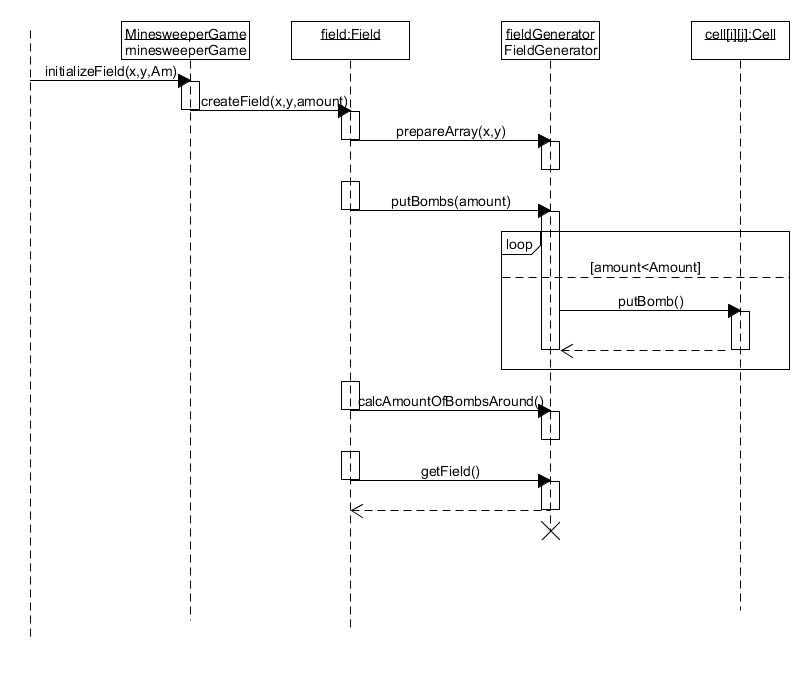 MinesweeperGame
minesweeperGame
field:Field
fieldGenerator
FieldGenerator
cell[i][j]:Cell
initializeField(x,y,Am)
createField(x,y,amount)
prepareArray(x,y)
putBombs(amount)
loop
[amount<Amount]
putBomb()
calcAmountOfBombsAround()
getField()